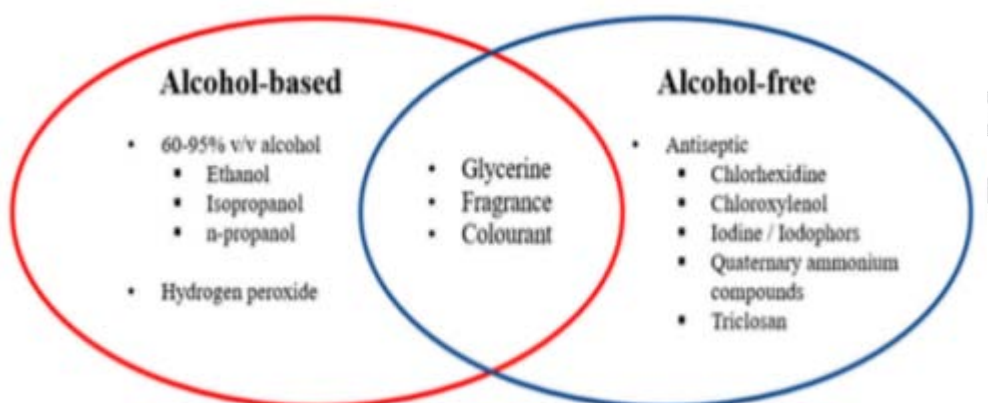 Alcohol-based
• 60-95% v/v alcohol
▪ Ethanol
▪ Isopropanol
▪ n-propanol
• Hydrogen peroxide
• Glycerine
• Fragrance
• Colourant
Alcohol-free
• Antiseptic
▪ Chlorhexidine
▪ Chloroxylenol
▪ Iodine / Iodophors
▪ Quaternary ammonium
compounds
▪ Triclosan